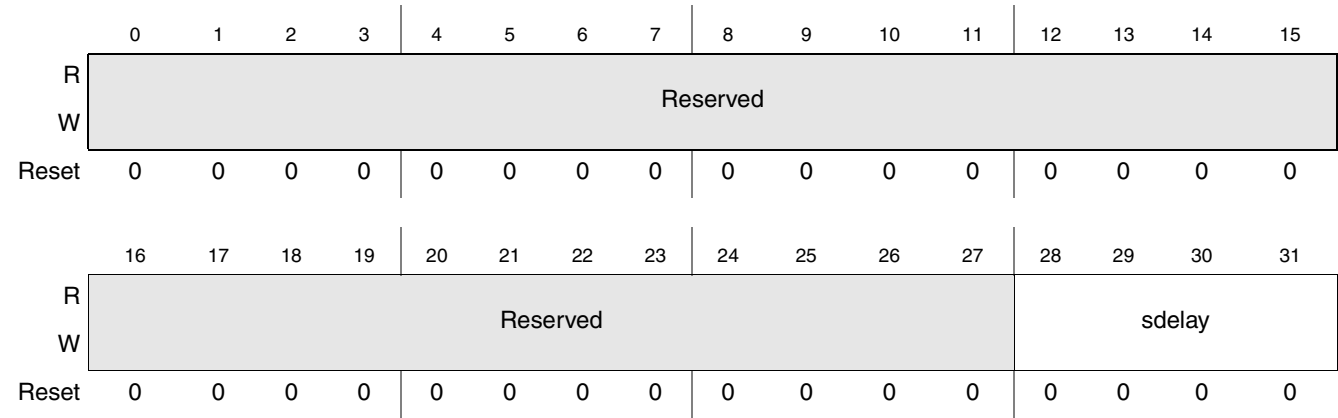 0 1 2 3 4 5 6 7 8 9 10 11 12 13 14 15
R
Reserved
W
Reset 0 0 0 0 0 0 0 0 0 0 0 0 0 0 0 0
16 17 18 19 20 21 22 23 24 25 26 27 28 29 30 31
R
Reserved sdelay
W
Reset 0 0 0 0 0 0 0 0 0 0 0 0 0 0 0 0